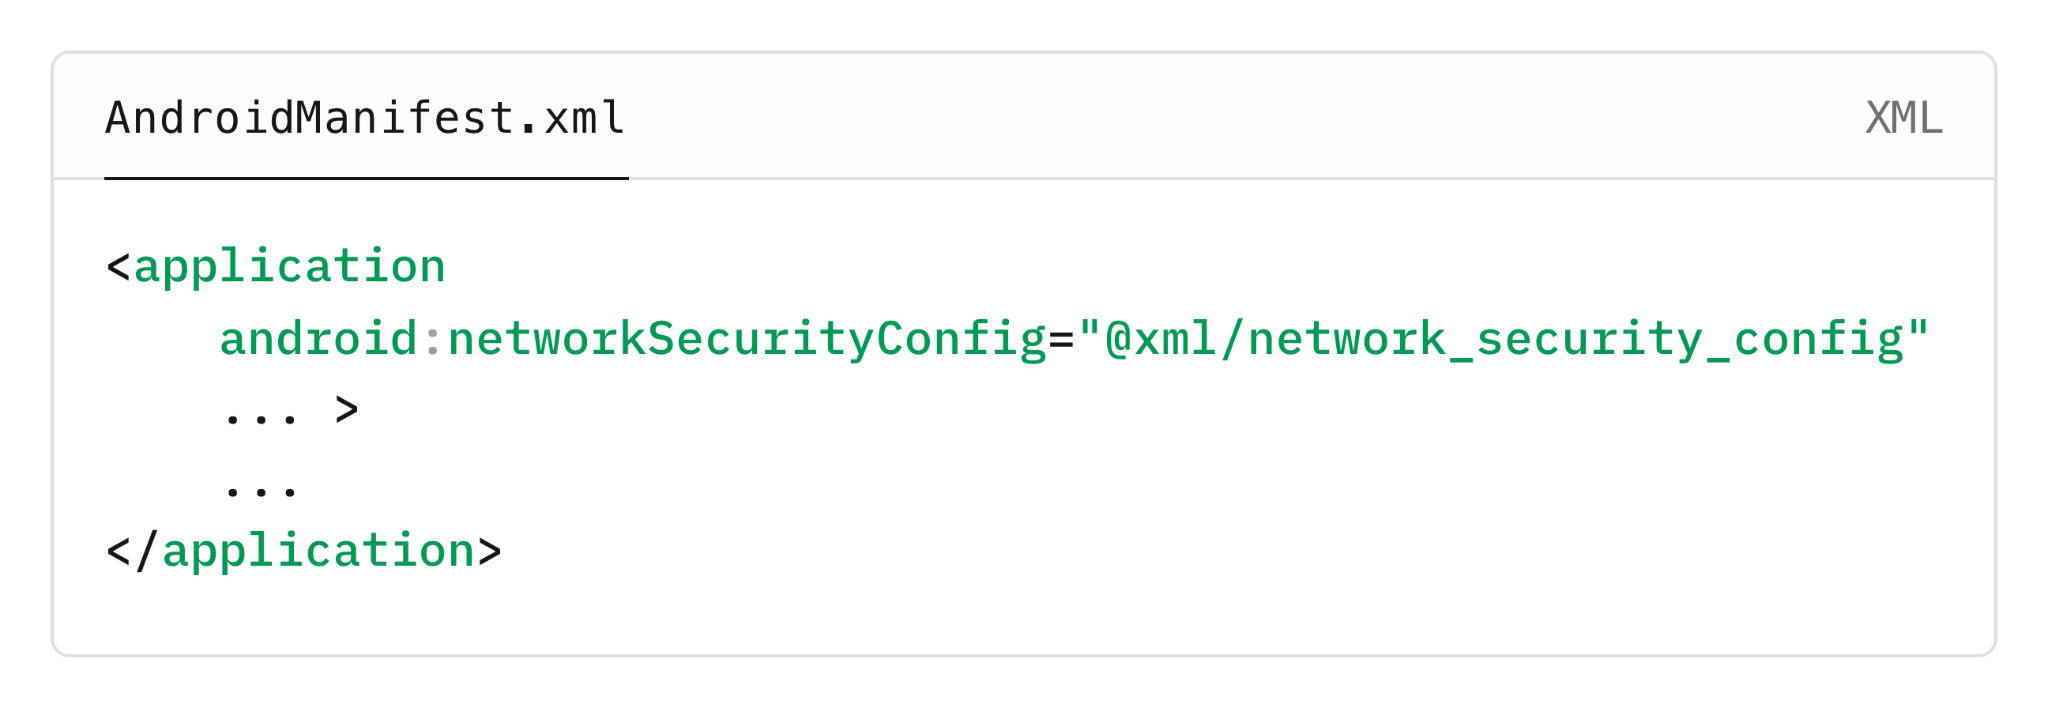 AndroidManifest.xml
XML
<application
    android:networkSecurityConfig="@xml/network_security_config"
    ... >
    ...
</application>